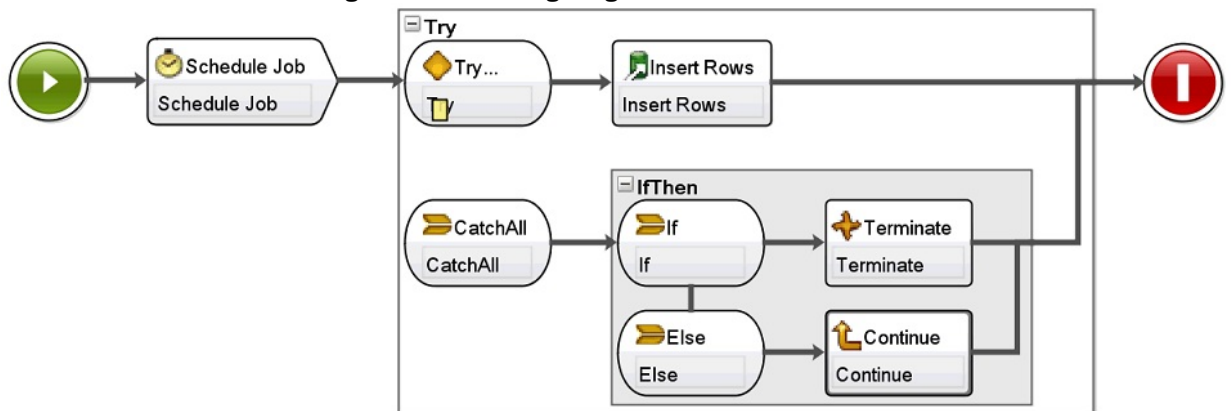 Try
Schedule Job
Schedule Job
Try...
Try
Insert Rows
Insert Rows
IfThen
CatchAll
CatchAll
If
If
Terminate
Terminate
Else
Else
Continue
Continue